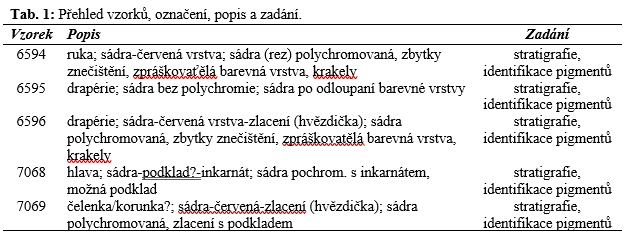 Tab. 1: Přehled vzorků, označení, popis a zadání.
Vzorek Popis Zadání
6594 ruka; sádra-červená vrstva; sádra (rez) polychromovaná, zbytky stratigrafie,
znečištění, zpráškovaťělá barevná vrstva, krakely identifikace pigmentů
6595 drapérie; sádra bez polychromie; sádra po odloupaní barevné vrstvy stratigrafie,
identifikace pigmentů
6596 drapérie; sádra-červená vrstva-zlacení (hvězdička); sádra stratigrafie,
polychromovaná, zbytky znečištění, zpráškovatělá barevná vrstva, identifikace pigmentů
krakely
7068 hlava; sádra-podklad?-inkarnát; sádra pochrom. s inkarnátem, stratigrafie,
možná podklad identifikace pigmentů
7069 čelenka/korunka?; sádra-červená-zlacení (hvězdička); sádra stratigrafie,
polychromovaná, zlacení s podkladem identifikace pigmentů